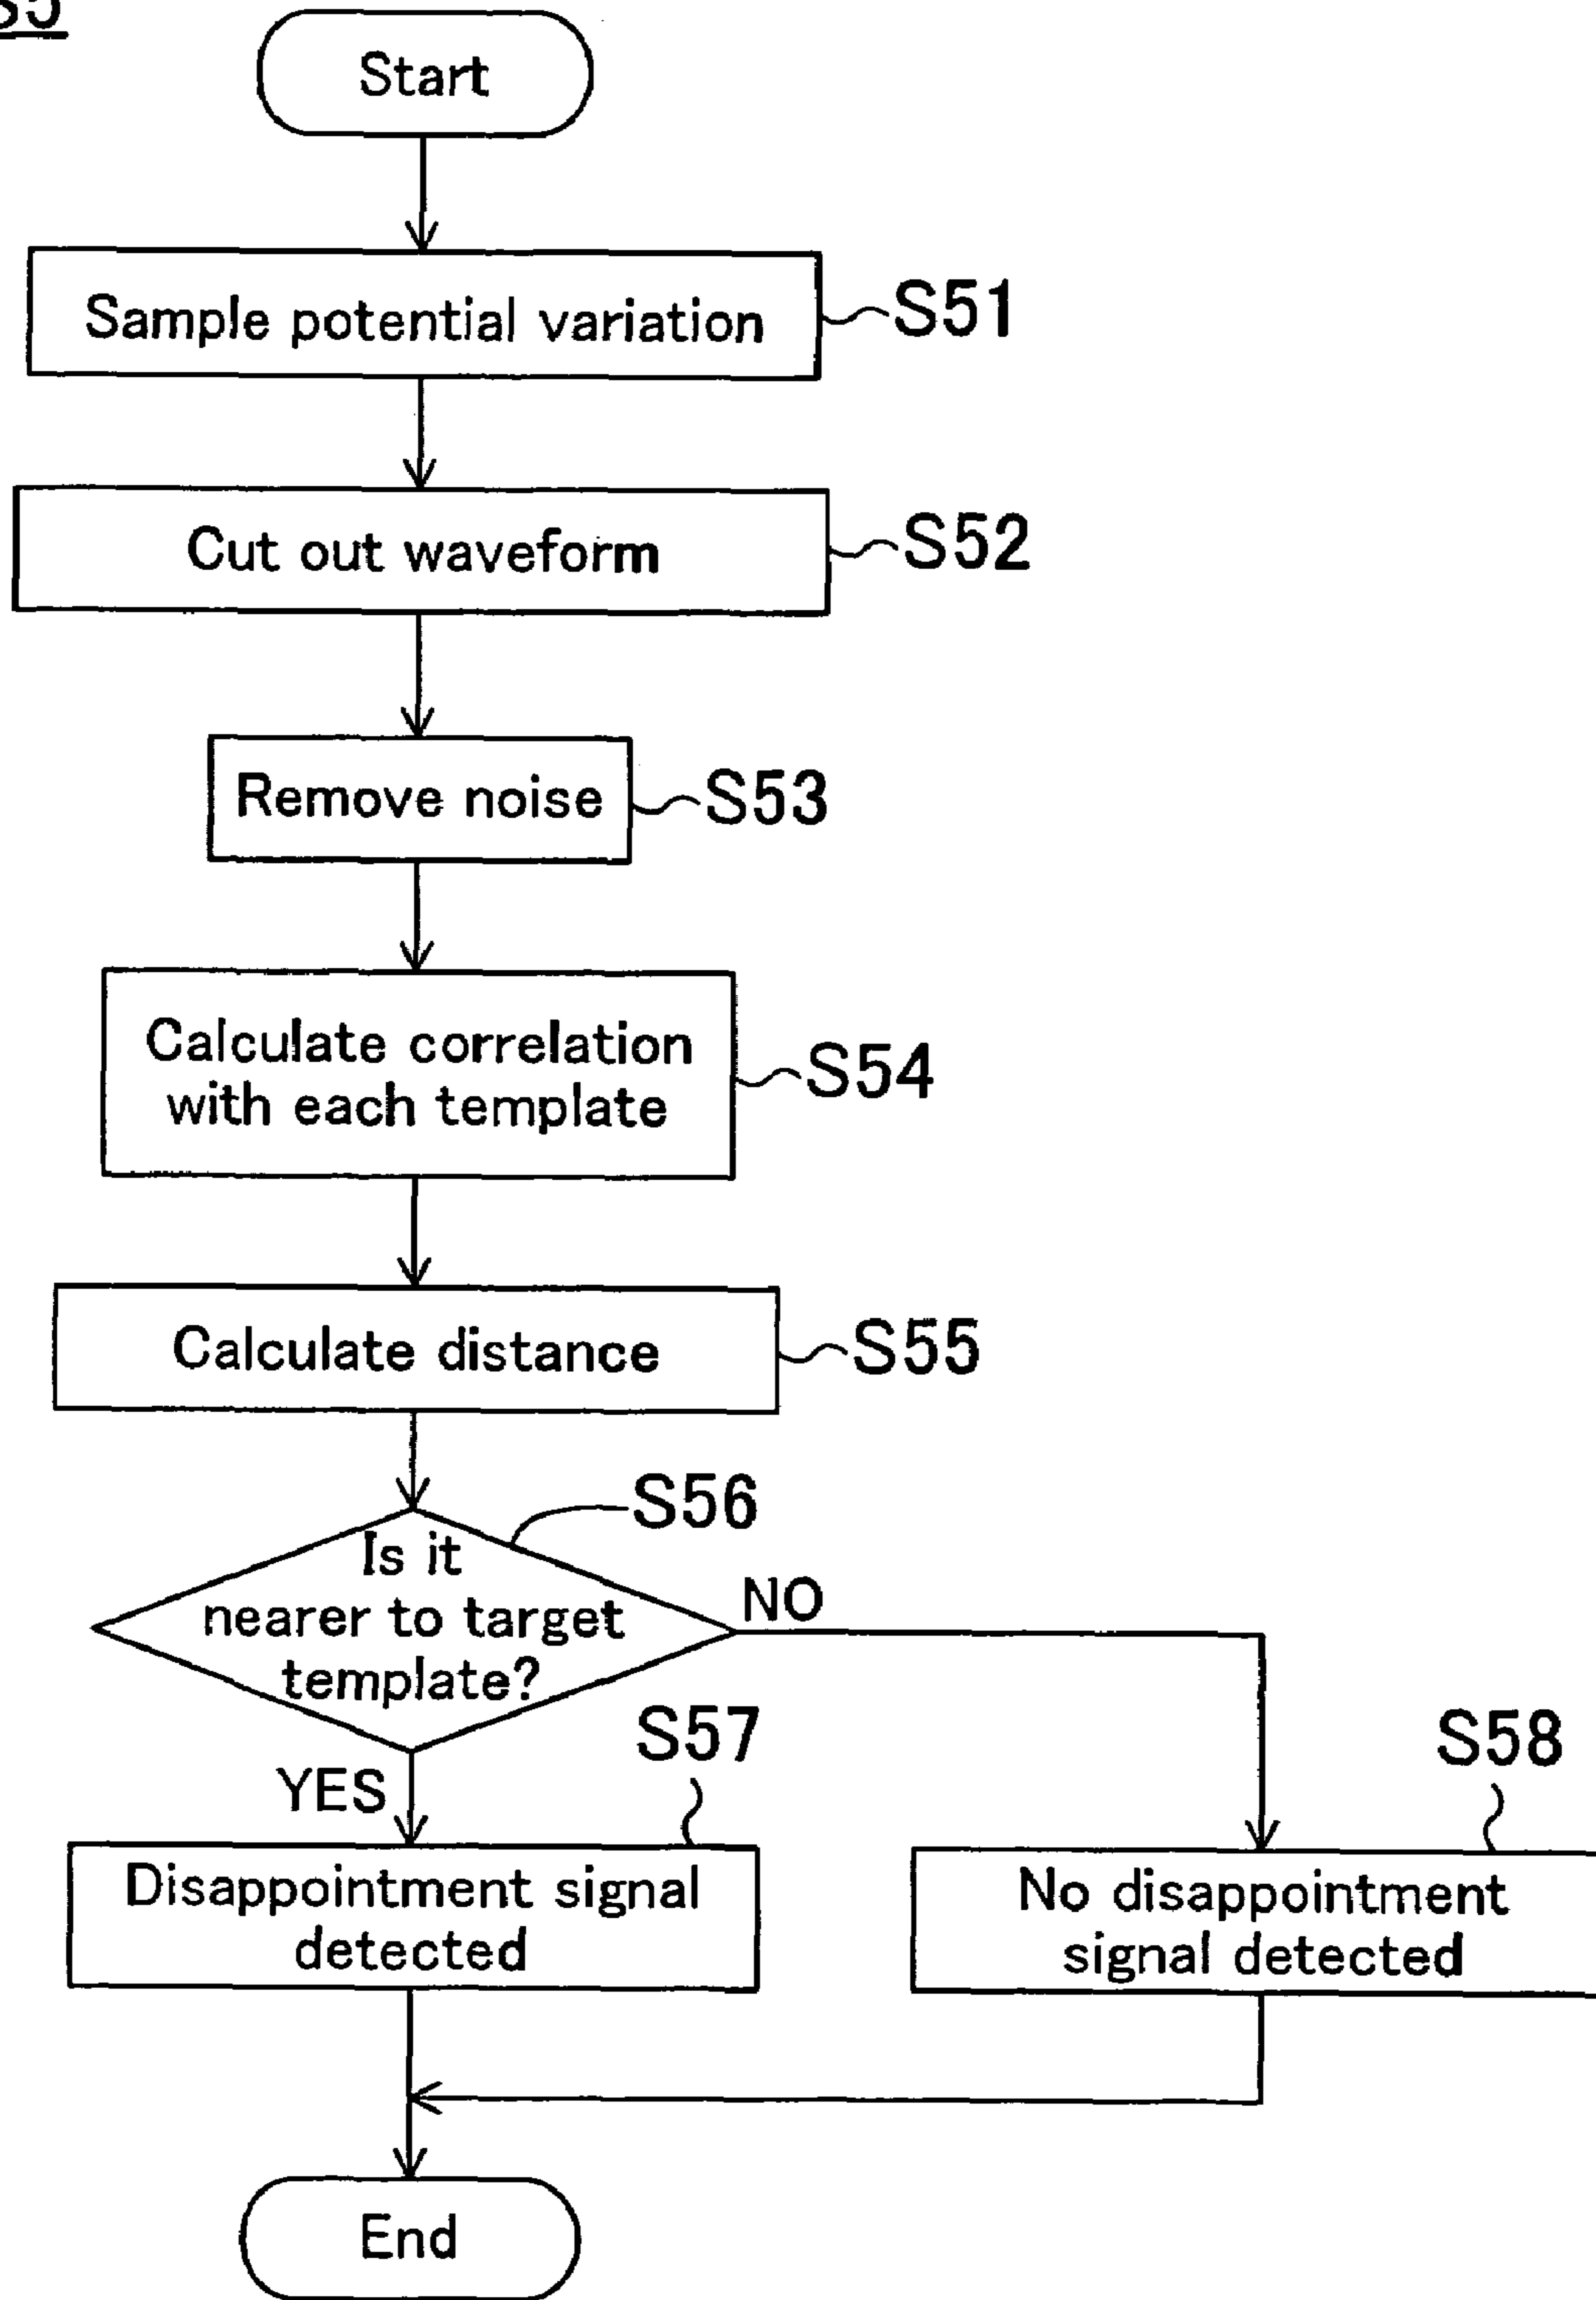 S5
Start
Sample potential variation
S51
Cut out waveform
S52
Remove noise
S53
Calculate correlation
with each template
S54
Calculate distance
S55
S56
Is it
nearer to target
template?
NO
YES
S57
S58
Disappointment signal
detected
No disappointment
signal detected
End